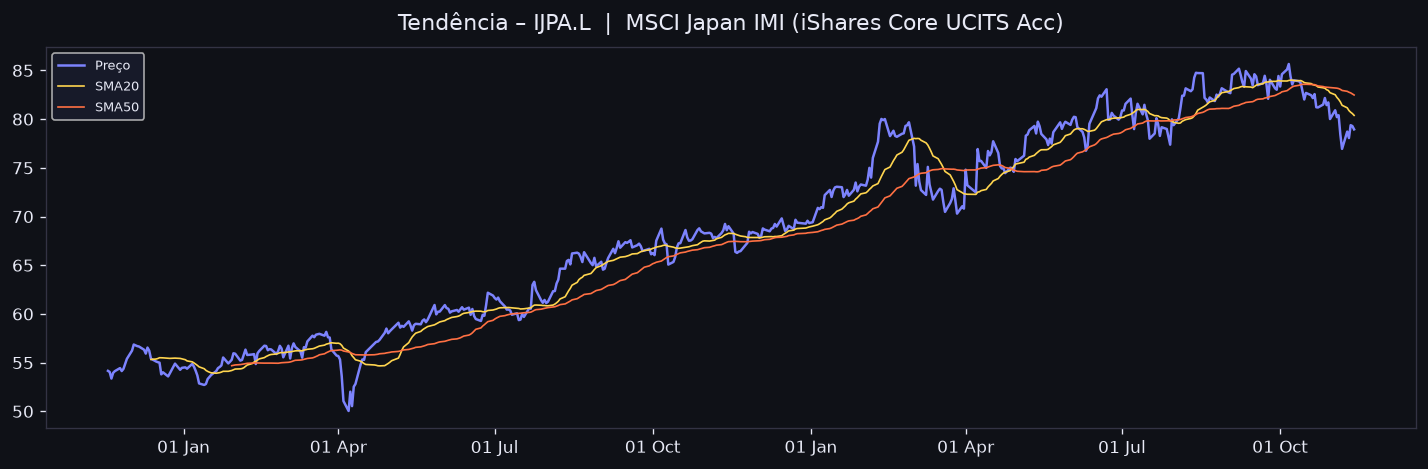 Tendência – IJPA.L | MSCI Japan IMI (iShares Core UCITS Acc)
Preço
SMA20
SMA50
85
80
75
70
65
60
55
50
01 Jan
01 Apr
01 Jul
01 Oct
01 Jan
01 Apr
01 Jul
01 Oct